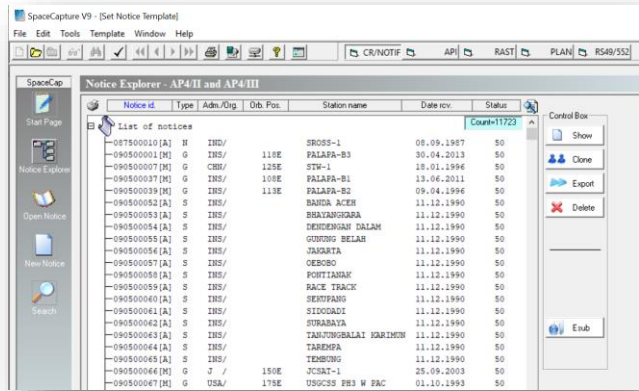 SpaceCapture V9 - [Set Notice Template]
File Edit Tools Template Window Help
CR/NOTIF API RAST PLAN RS49/552
SpaceCap
Start Page
Notice Explorer
Open Notice
New Notice
Search
Notice Explorer - AP4/II and AP4/III
Notice id. Type Adm./Org. Orb. Pos. Station name Date rcv. Status
List of notices Count=11723
087500010[A] N IND/ SROSS-1 08.09.1987 50
090500001[M] G INS/ 118E PALAPA-B3 30.04.2013 50
090500007[M] G CHN/ 125E STW-1 18.01.1996 50
090500037[M] G INS/ 108E PALAPA-B1 13.06.2011 50
090500039[M] G INS/ 113E PALAPA-B2 09.04.1996 50
090500052[A] S INS/ BANDA ACEH 11.12.1990 50
090500053[A] S INS/ BHAYANGKARA 11.12.1990 50
090500054[A] S INS/ DENDENGAN DALAM 11.12.1990 50
090500055[A] S INS/ GUNUNG BELAH 11.12.1990 50
090500056[A] S INS/ JAKARTA 11.12.1990 50
090500057[A] S INS/ OEBOBO 11.12.1990 50
090500058[A] S INS/ PONTIANAK 11.12.1990 50
090500059[A] S INS/ RACE TRACK 11.12.1990 50
090500060[A] S INS/ SEKUPANG 11.12.1990 50
090500061[A] S INS/ SIDODADI 11.12.1990 50
090500062[A] S INS/ SURABAYA 11.12.1990 50
090500063[A] S INS/ TANJUNGBALAI KARIMUN 11.12.1990 50
090500064[A] S INS/ TAREMPA 11.12.1990 50
090500065[A] S INS/ TEMBUNG 11.12.1990 50
090500066[M] G J / 150E JCSAT-1 25.09.2003 50
090500067[M] G USA/ 175E USGCSS PH3 W PAC 01.10.1993 50
Control Box
Show
Clone
Export
Delete
Esub